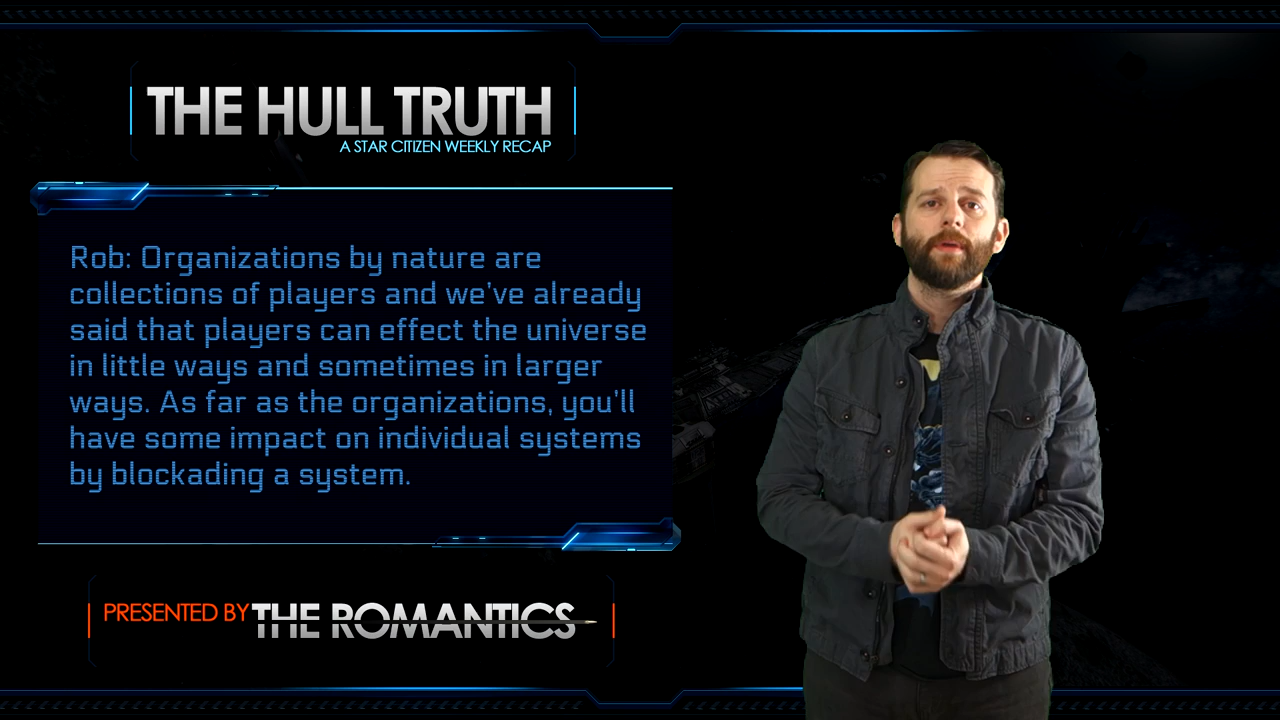 THE HULL TRUTH
A STAR CITIZEN WEEKLY RECAP
Rob: Organizations by nature are
collections of players and we've already
said that players can effect the universe
in little ways and sometimes in larger
ways. As far as the organizations, you'll
have some impact on individual systems
by blockading a system.
PRESENTED BY THE ROMANTICS